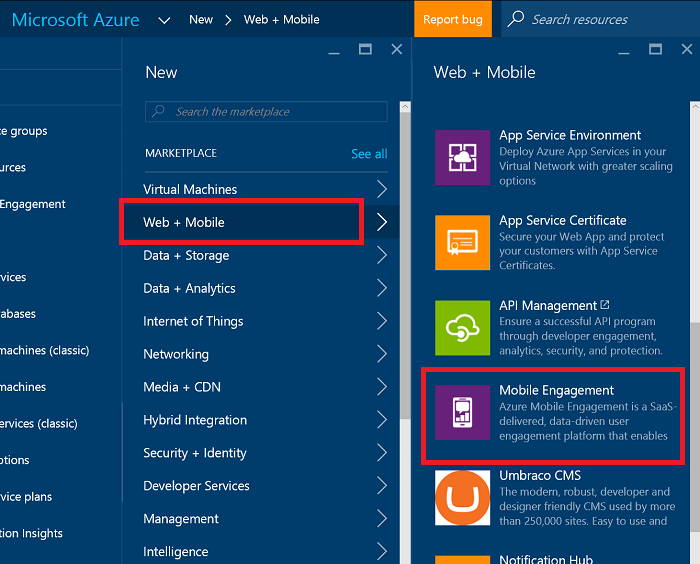 Microsoft Azure
New > Web + Mobile
Report bug
Search resources
ce groups
ources
Engagement
vices
tabases
machines (classic)
machines
ervices (classic)
ptions
vice plans
tion Insights
New
Search the marketplace
MARKETPLACE
See all
Virtual Machines
Web + Mobile
Data + Storage
Data + Analytics
Internet of Things
Networking
Media + CDN
Hybrid Integration
Security + Identity
Developer Services
Management
Intelligence
Web + Mobile
App Service Environment
Deploy Azure App Services in your
Virtual Network with greater scaling
options
App Service Certificate
Secure your Web App and protect
your customers with App Service
Certificates.
API Management
Ensure a successful API program
through developer engagement,
analytics, security, and protection.
Mobile Engagement
Azure Mobile Engagement is a SaaS-
delivered, data-driven user
engagement platform that enables
Umbraco CMS
The modern, robust, developer and
designer friendly CMS used by more
than 250,000 sites. Easy to use and
Notification Hub